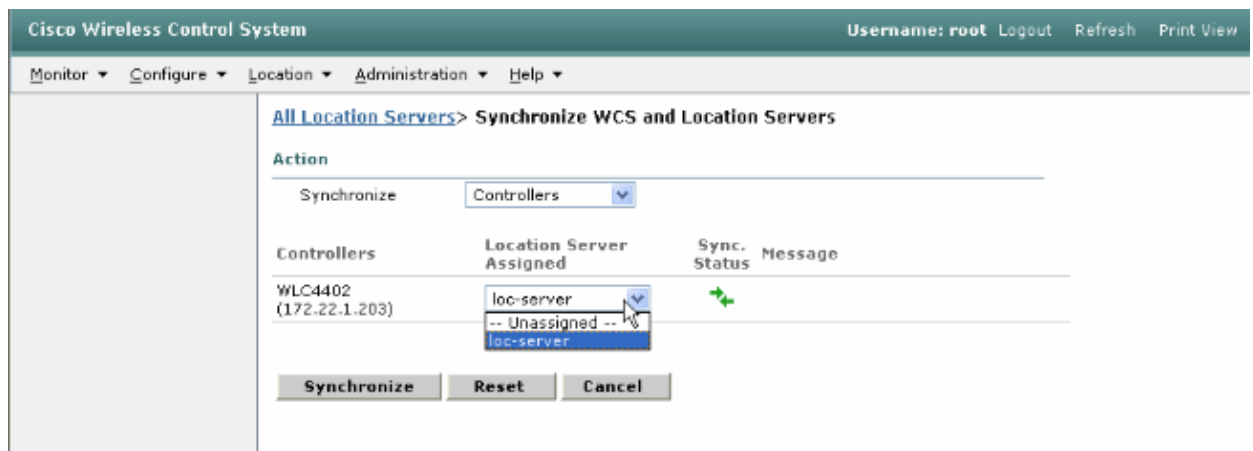 Cisco Wireless Control System
Username: root Logout Refresh Print View
Monitor Configure Location Administration Help
All Location Servers> Synchronize WCS and Location Servers
Action
Synchronize Controllers
Controllers Location Server Assigned Sync. Status Message
WLC4402 (172.22.1.203) loc-server
-- Unassigned --
loc-server
Synchronize Reset Cancel